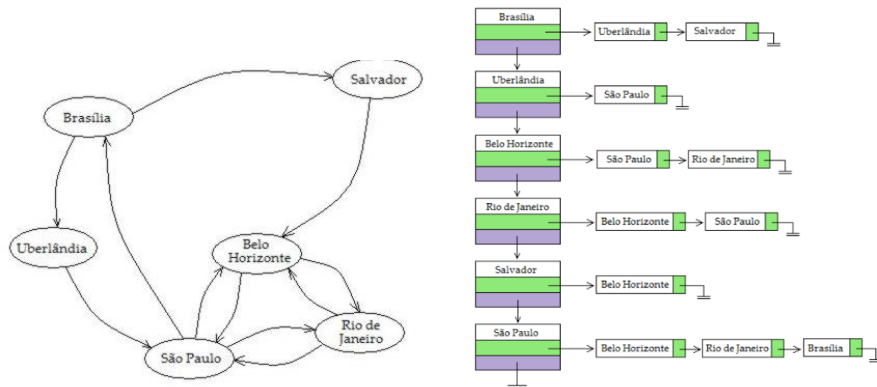 Salvador
Brasília
Uberlândia
Belo
Horizonte
Rio de
Janeiro
São Paulo
Brasília
Uberlândia
Salvador
Uberlândia
São Paulo
Belo Horizonte
São Paulo
Rio de Janeiro
Rio de Janeiro
Belo Horizonte
São Paulo
Salvador
Belo Horizonte
São Paulo
Belo Horizonte
Rio de Janeiro
Brasília